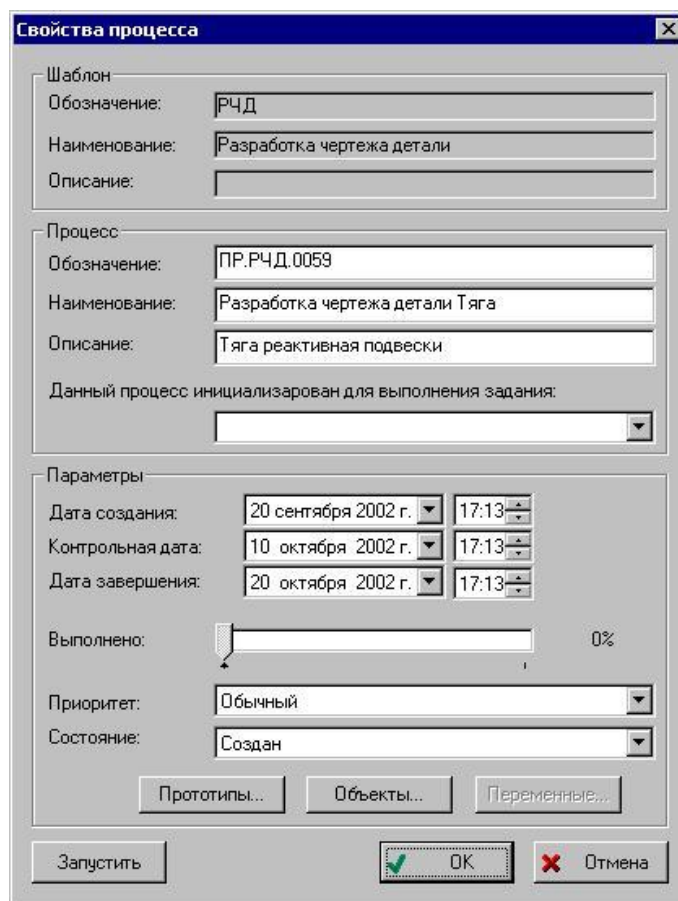 Свойства процесса
Шаблон
Обозначение: РЧД
Наименование: Разработка чертежа детали
Описание:
Процесс
Обозначение: ПР.РЧД.0059
Наименование: Разработка чертежа детали Тяга
Описание: Тяга реактивная подвески
Данный процесс инициализирован для выполнения задания:
Параметры
Дата создания: 20 сентября 2002 г. 17:13
Контрольная дата: 10 октября 2002 г. 17:13
Дата завершения: 20 октября 2002 г. 17:13
Выполнено: 0%
Приоритет: Обычный
Состояние: Создан
Прототипы... Объекты... Переменные...
Запустить OK Отмена